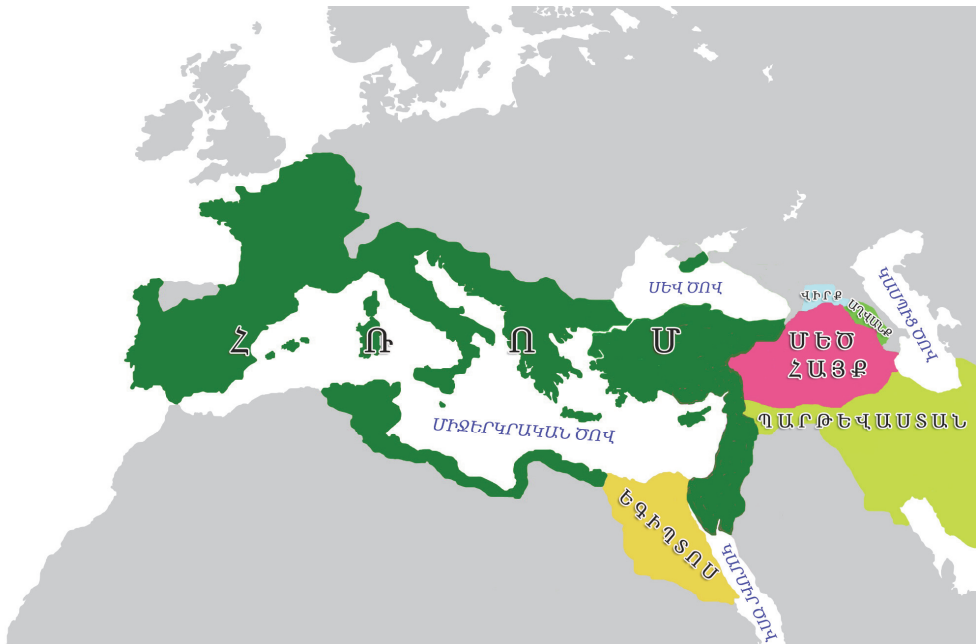 ՍԵՎ ԾՈՎ
ԿԱՍՊԻՑ ԾՈՎ
ՎԻՐՔ
ԱՂՎԱՆՔ
Հ Ռ Ո Մ
ՄԵԾ
ՀԱՅՔ
ՊԱՐԹԵՎԱՍՏԱՆ
ՄԻՋԵՐԿՐԱԿԱՆ ԾՈՎ
ԵԳԻՊՏՈՍ
ԿԱՐՄԻՐ ԾՈՎ